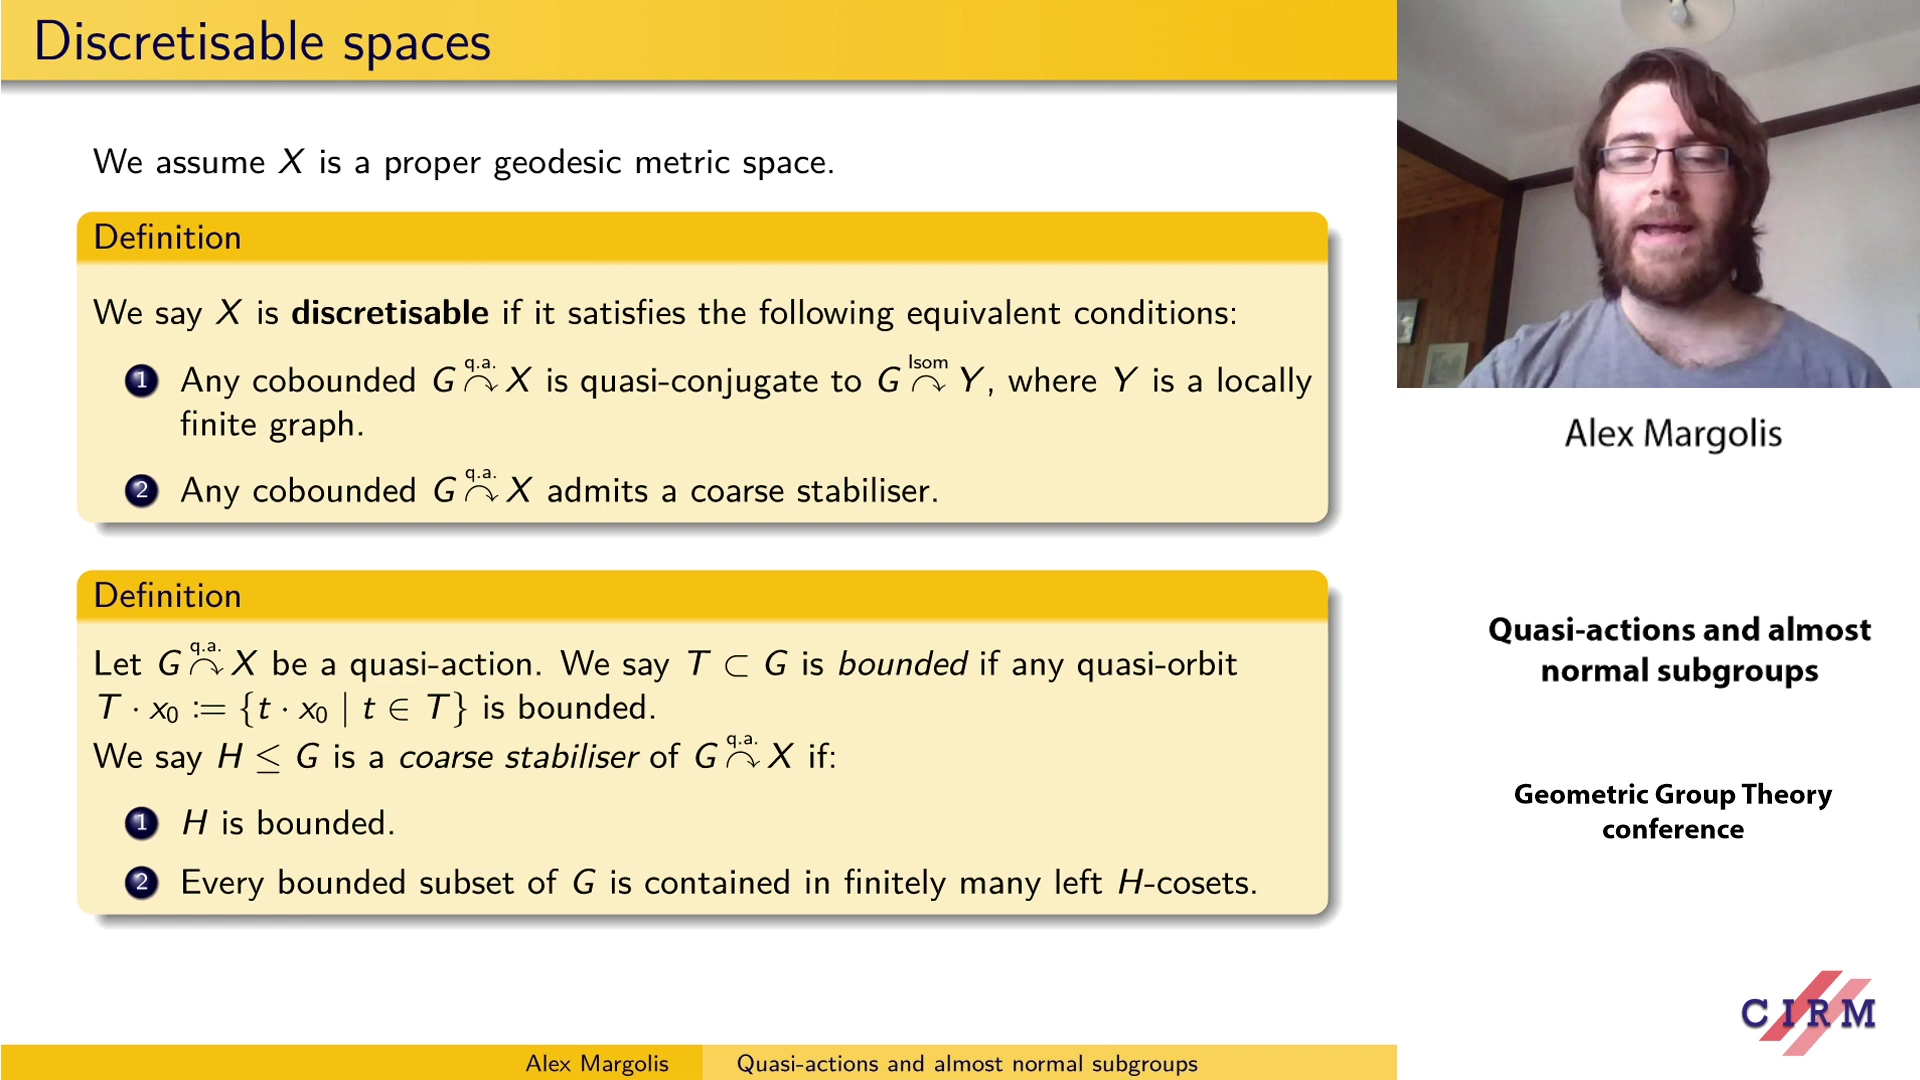 Discretisable spaces
We assume X is a proper geodesic metric space.
Definition
We say X is discretisable if it satisfies the following equivalent conditions:
1 Any cobounded G q.a.↷ X is quasi-conjugate to G Isom↷ Y, where Y is a locally
finite graph.
2 Any cobounded G q.a.↷ X admits a coarse stabiliser.
Definition
Let G q.a.↷ X be a quasi-action. We say T ⊂ G is bounded if any quasi-orbit
T · x₀ := {t · x₀ | t ∈ T} is bounded.
We say H ≤ G is a coarse stabiliser of G q.a.↷ X if:
1 H is bounded.
2 Every bounded subset of G is contained in finitely many left H-cosets.
Alex Margolis Quasi-actions and almost normal subgroups
Alex Margolis
Quasi-actions and almost
normal subgroups
Geometric Group Theory
conference
CIRM